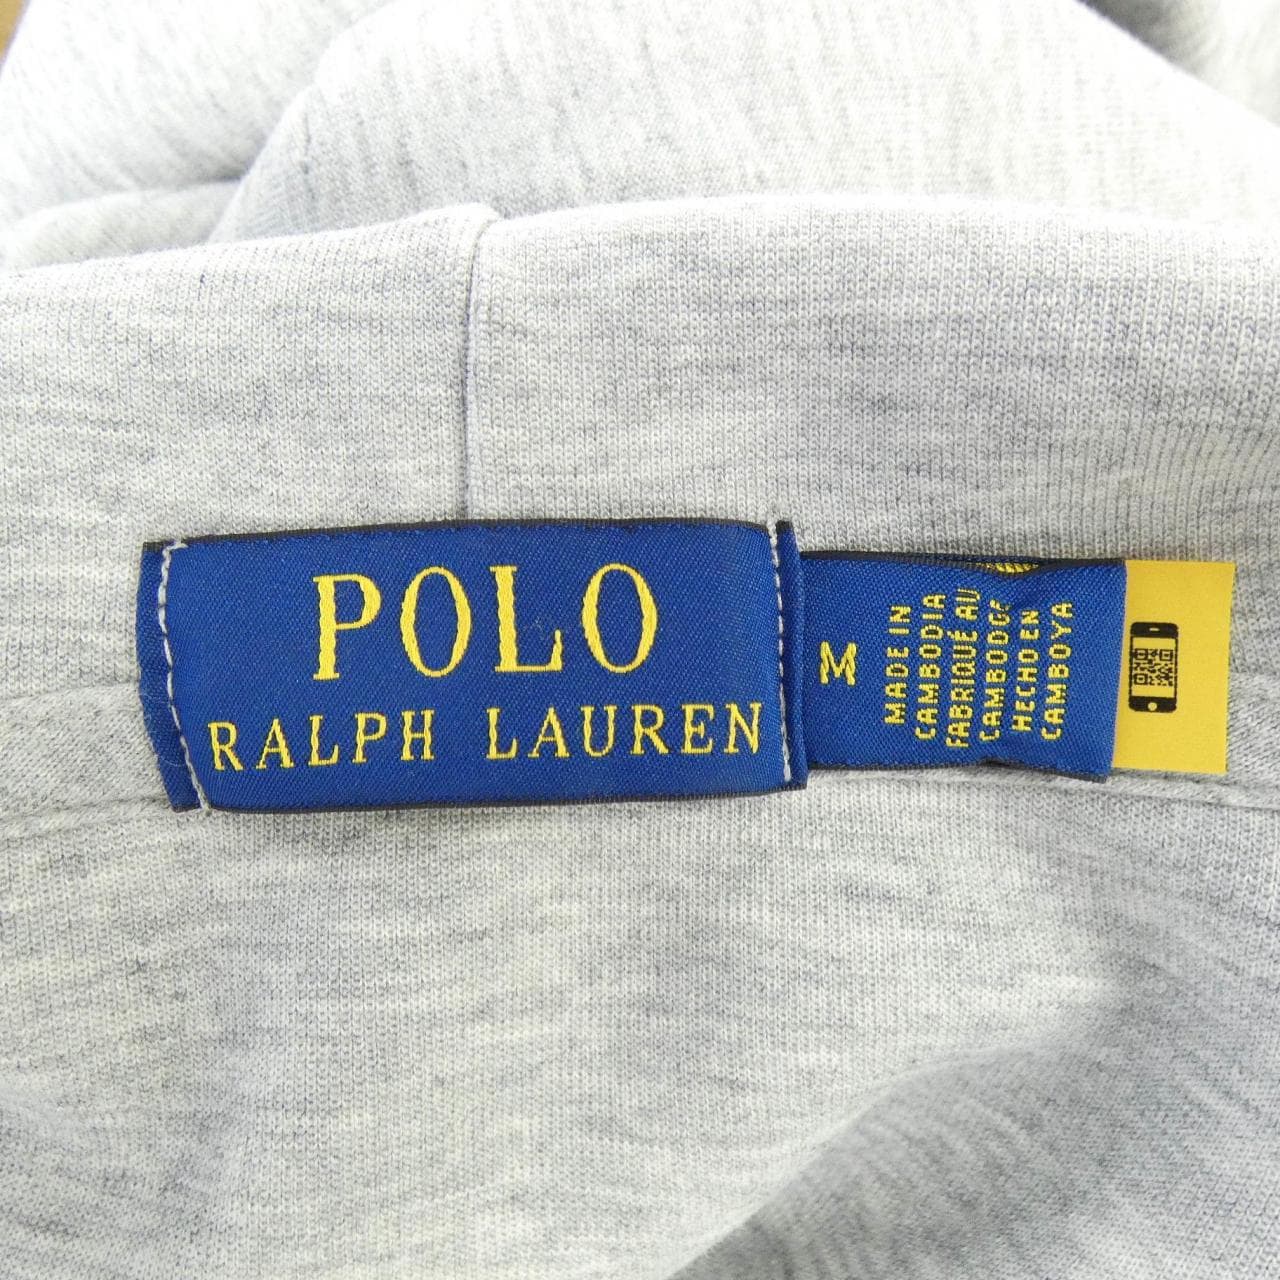 POLO
RALPH LAUREN
M
MADE IN
CAMBODIA
FABRIQUÉ AU
CAMBODGE
HECHO EN
CAMBOYA